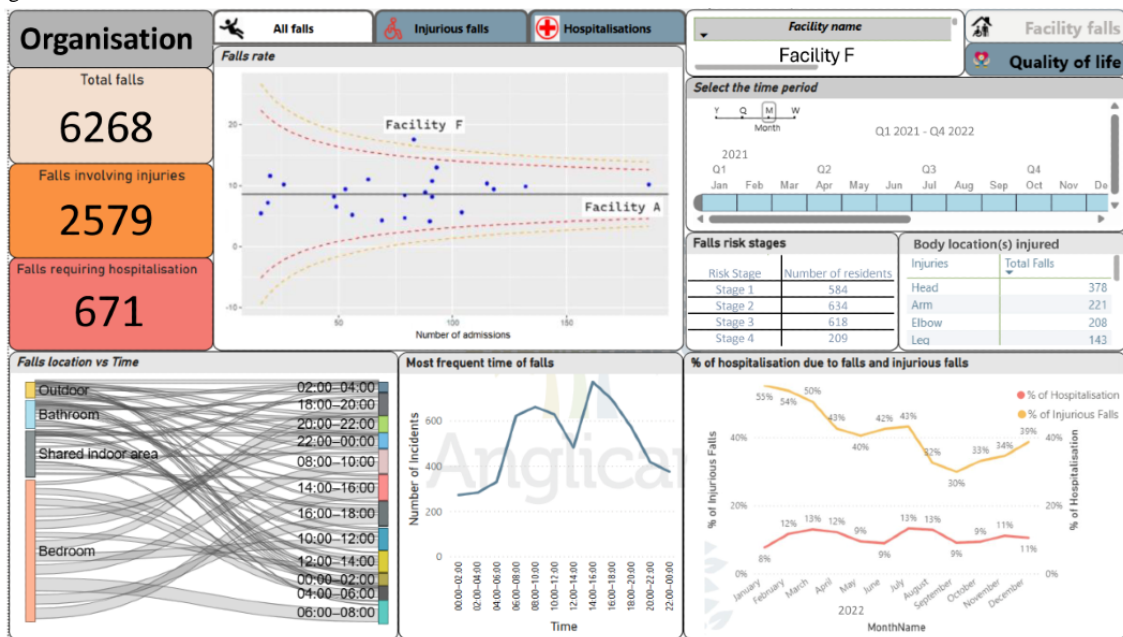 Organisation
Total falls
6268
Falls involving injuries
2579
Falls requiring hospitalisation
671
All falls
Injurious falls
Hospitalisations
Falls rate
Facility F
Facility A
20
10
0
-10
50
100
150
Number of admissions
Facility name
Facility F
Facility falls
Quality of life
Select the time period
Y Q M W
Month
Q1 2021 - Q4 2022
2021
Q1 Q2 Q3 Q4
Jan Feb Mar Apr May Jun Jul Aug Sep Oct Nov De
Falls risk stages
Risk Stage Number of residents
Stage 1 584
Stage 2 634
Stage 3 618
Stage 4 209
Body location(s) injured
Injuries Total Falls
Head 378
Arm 221
Elbow 208
Leg 143
Falls location vs Time
Outdoor
Bathroom
Shared indoor area
Bedroom
02:00–04:00
18:00–20:00
20:00–22:00
22:00–00:00
08:00–10:00
14:00–16:00
16:00–18:00
10:00–12:00
12:00–14:00
00:00–02:00
04:00–06:00
06:00–08:00
Most frequent time of falls
Anglicar
Number of Incidents
600
400
200
0
00:00–02:00
02:00–04:00
04:00–06:00
06:00–08:00
08:00–10:00
10:00–12:00
12:00–14:00
14:00–16:00
16:00–18:00
18:00–20:00
20:00–22:00
22:00–00:00
Time
% of hospitalisation due to falls and injurious falls
% of Hospitalisation
% of Injurious Falls
% of Injurious Falls
40%
20%
0%
55%
54%
50%
43%
40%
42%
43%
32%
30%
33%
34%
39%
8%
12%
13%
12%
9%
9%
13%
13%
9%
9%
11%
11%
40%
20%
0%
% of Hospitalisation
January
February
March
April
May
June
July
August
September
October
November
December
2022
MonthName